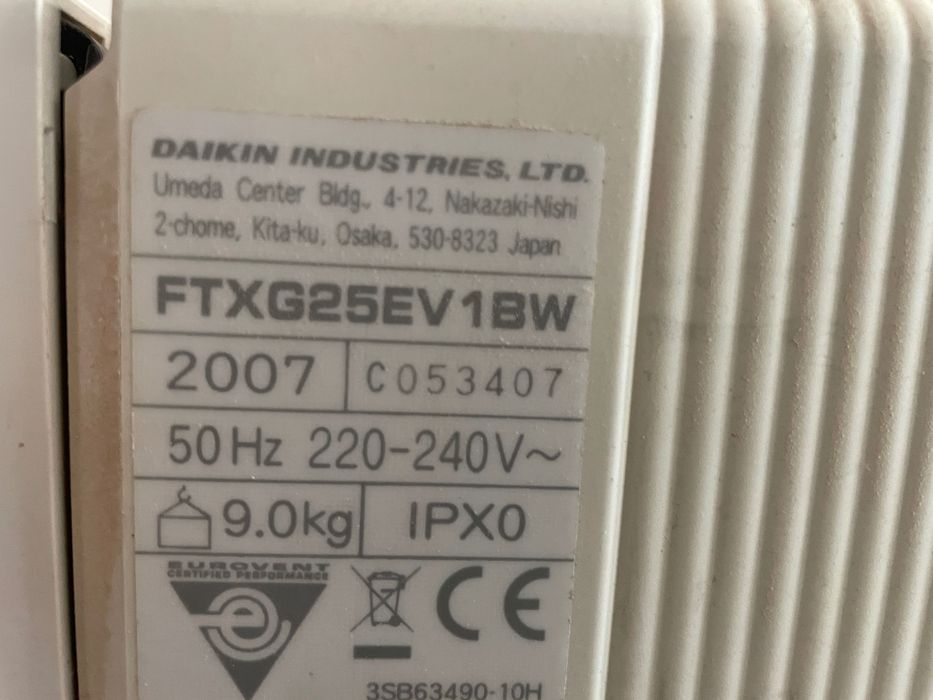 DAIKIN INDUSTRIES, LTD.
Umeda Center Bldg., 4-12, Nakazaki-Nishi
2-chome, Kita-ku, Osaka, 530-8323 Japan
FTXG25EV1BW
2007 C053407
50Hz 220-240V~
9.0kg IPX0
EUROVENT
CERTIFIED PERFORMANCE
CE
3SB63490-10H